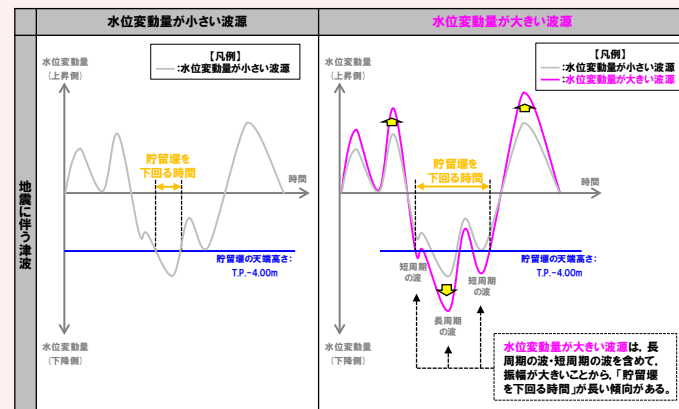 水位変動量が小さい波源
水位変動量が大きい波源
地震に伴う津波
水位変動量
(上昇側)
【凡例】
―:水位変動量が小さい波源
貯留堰を
下回る時間
時間
貯留堰の天端高さ:
T.P.-4.00m
水位変動量
(下降側)
水位変動量
(上昇側)
【凡例】
―:水位変動量が小さい波源
―:水位変動量が大きい波源
貯留堰を
下回る時間
時間
貯留堰の天端高さ:
T.P.-4.00m
短周期
の波
短周期
の波
長周期
の波
水位変動量
(下降側)
水位変動量が大きい波源は、長
周期の波・短周期の波を含めて、
振幅が大きいことから、「貯留堰
を下回る時間」が長い傾向がある。